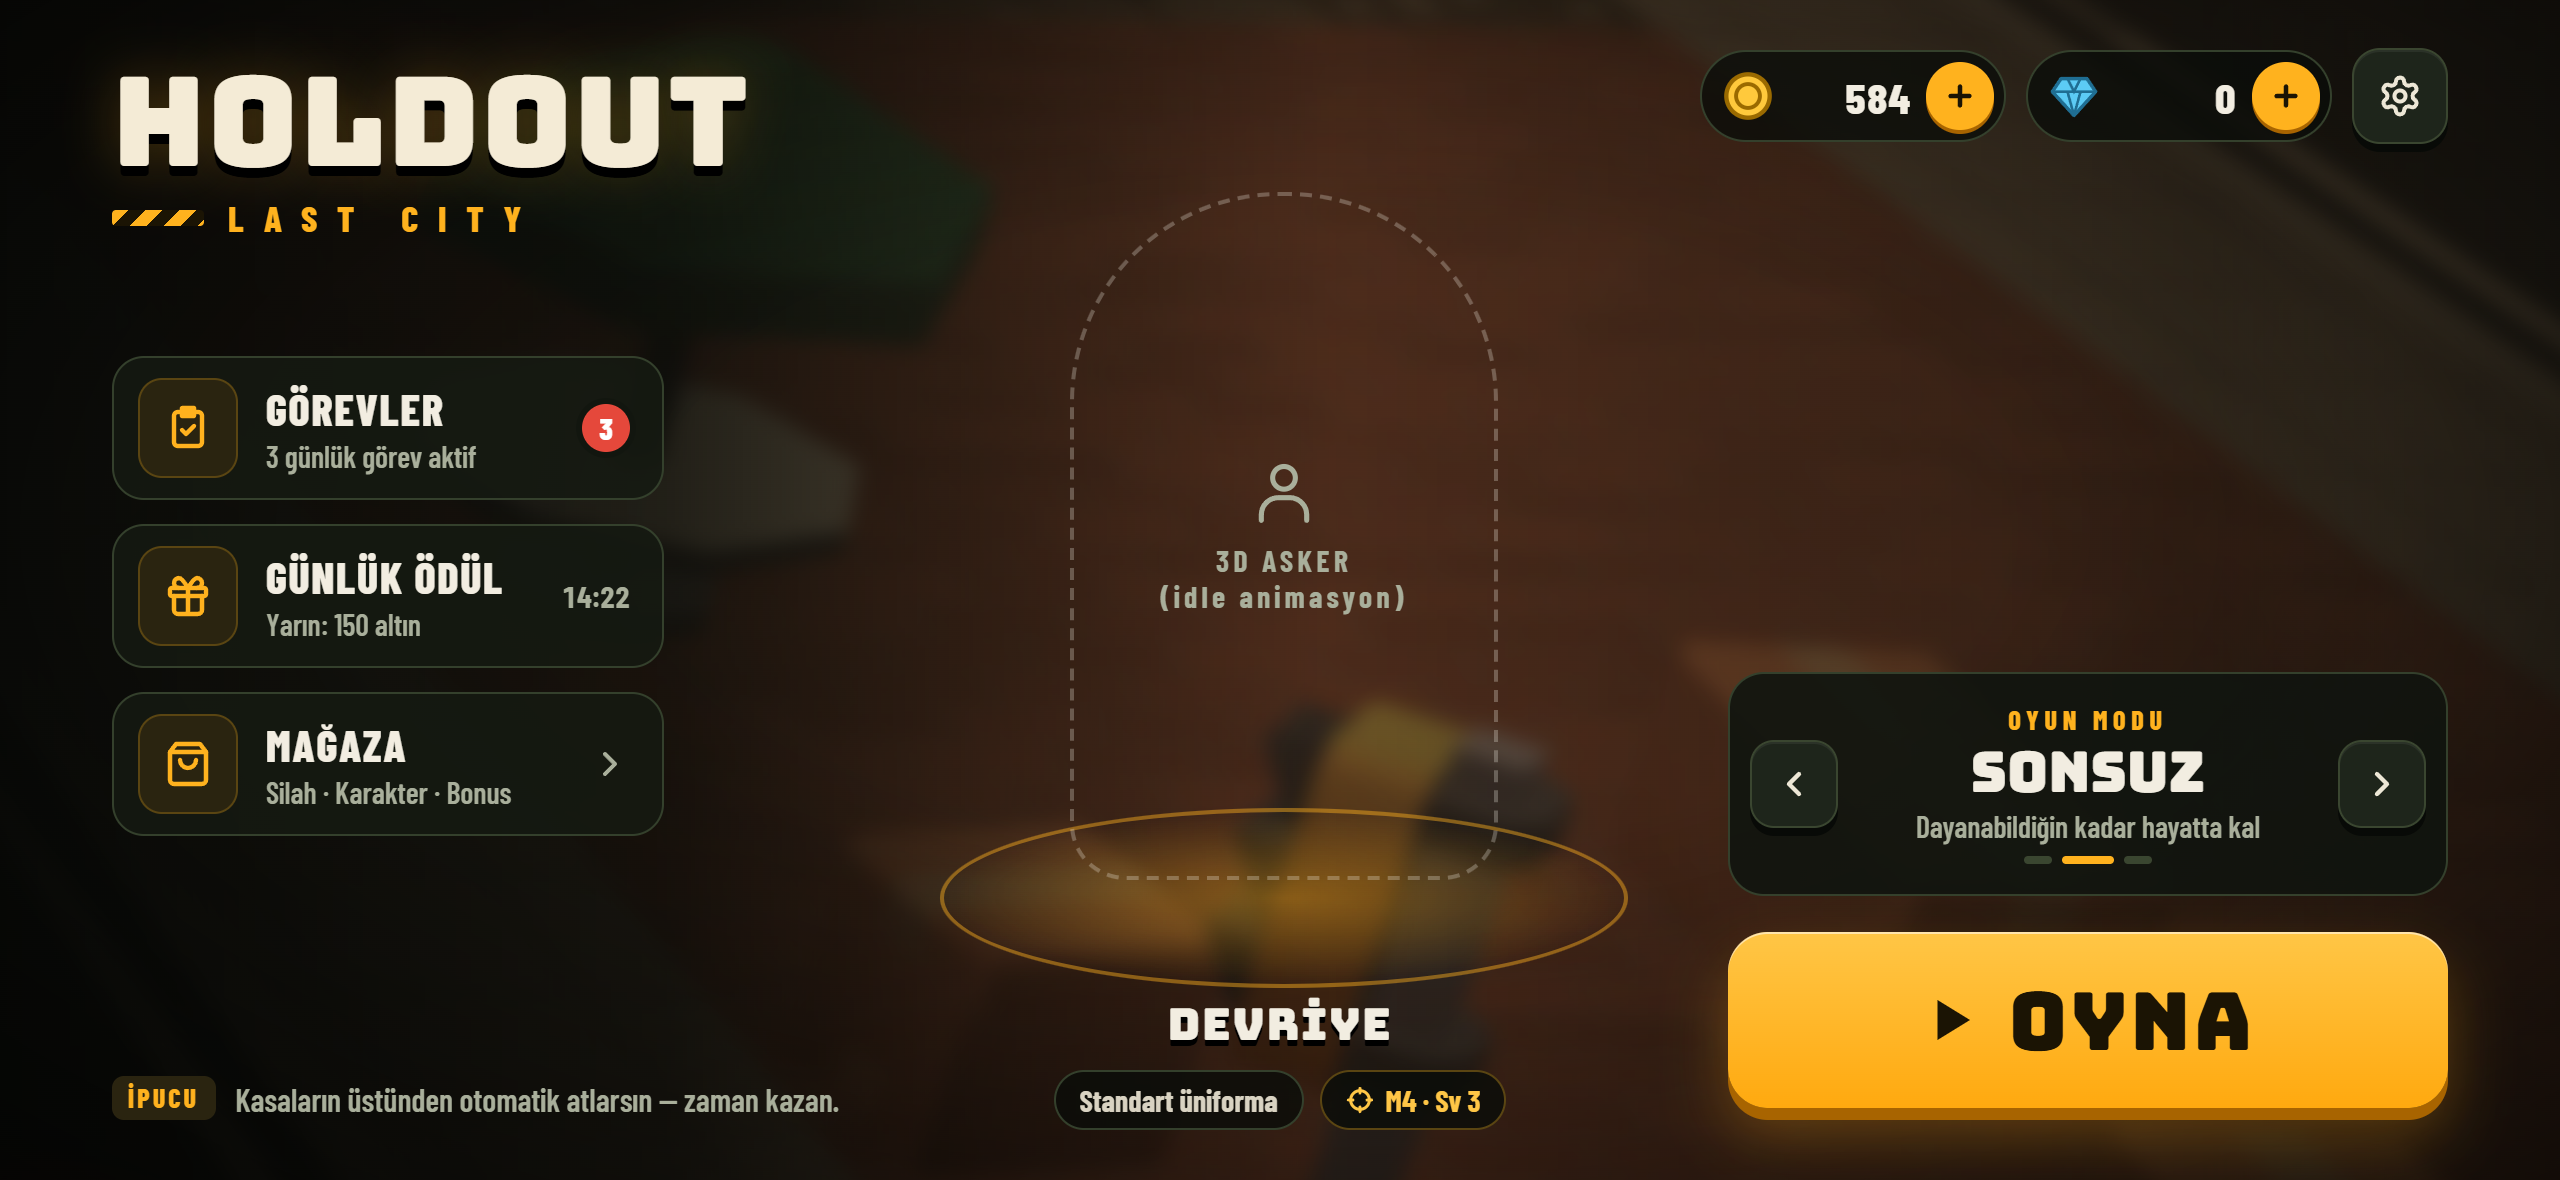 HOLDOUT
LAST CITY
584
0
GÖREVLER
3 günlük görev aktif
3
GÜNLÜK ÖDÜL
Yarın: 150 altın
14:22
MAĞAZA
Silah · Karakter · Bonus
3D ASKER
(idle animasyon)
OYUN MODU
SONSUZ
Dayanabildiğin kadar hayatta kal
OYNA
DEVRİYE
Standart üniforma
M4 · Sv 3
İPUCU
Kasaların üstünden otomatik atlarsın — zaman kazan.